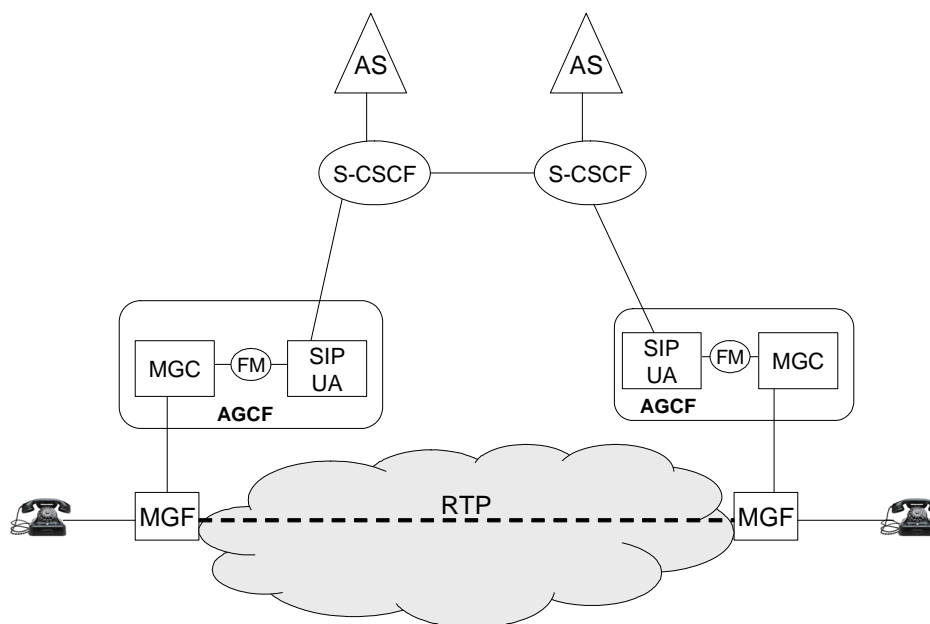 AS
AS
S-CSCF
S-CSCF
MGC
FM
SIP
UA
AGCF
SIP
UA
FM
MGC
AGCF
MGF
RTP
MGF